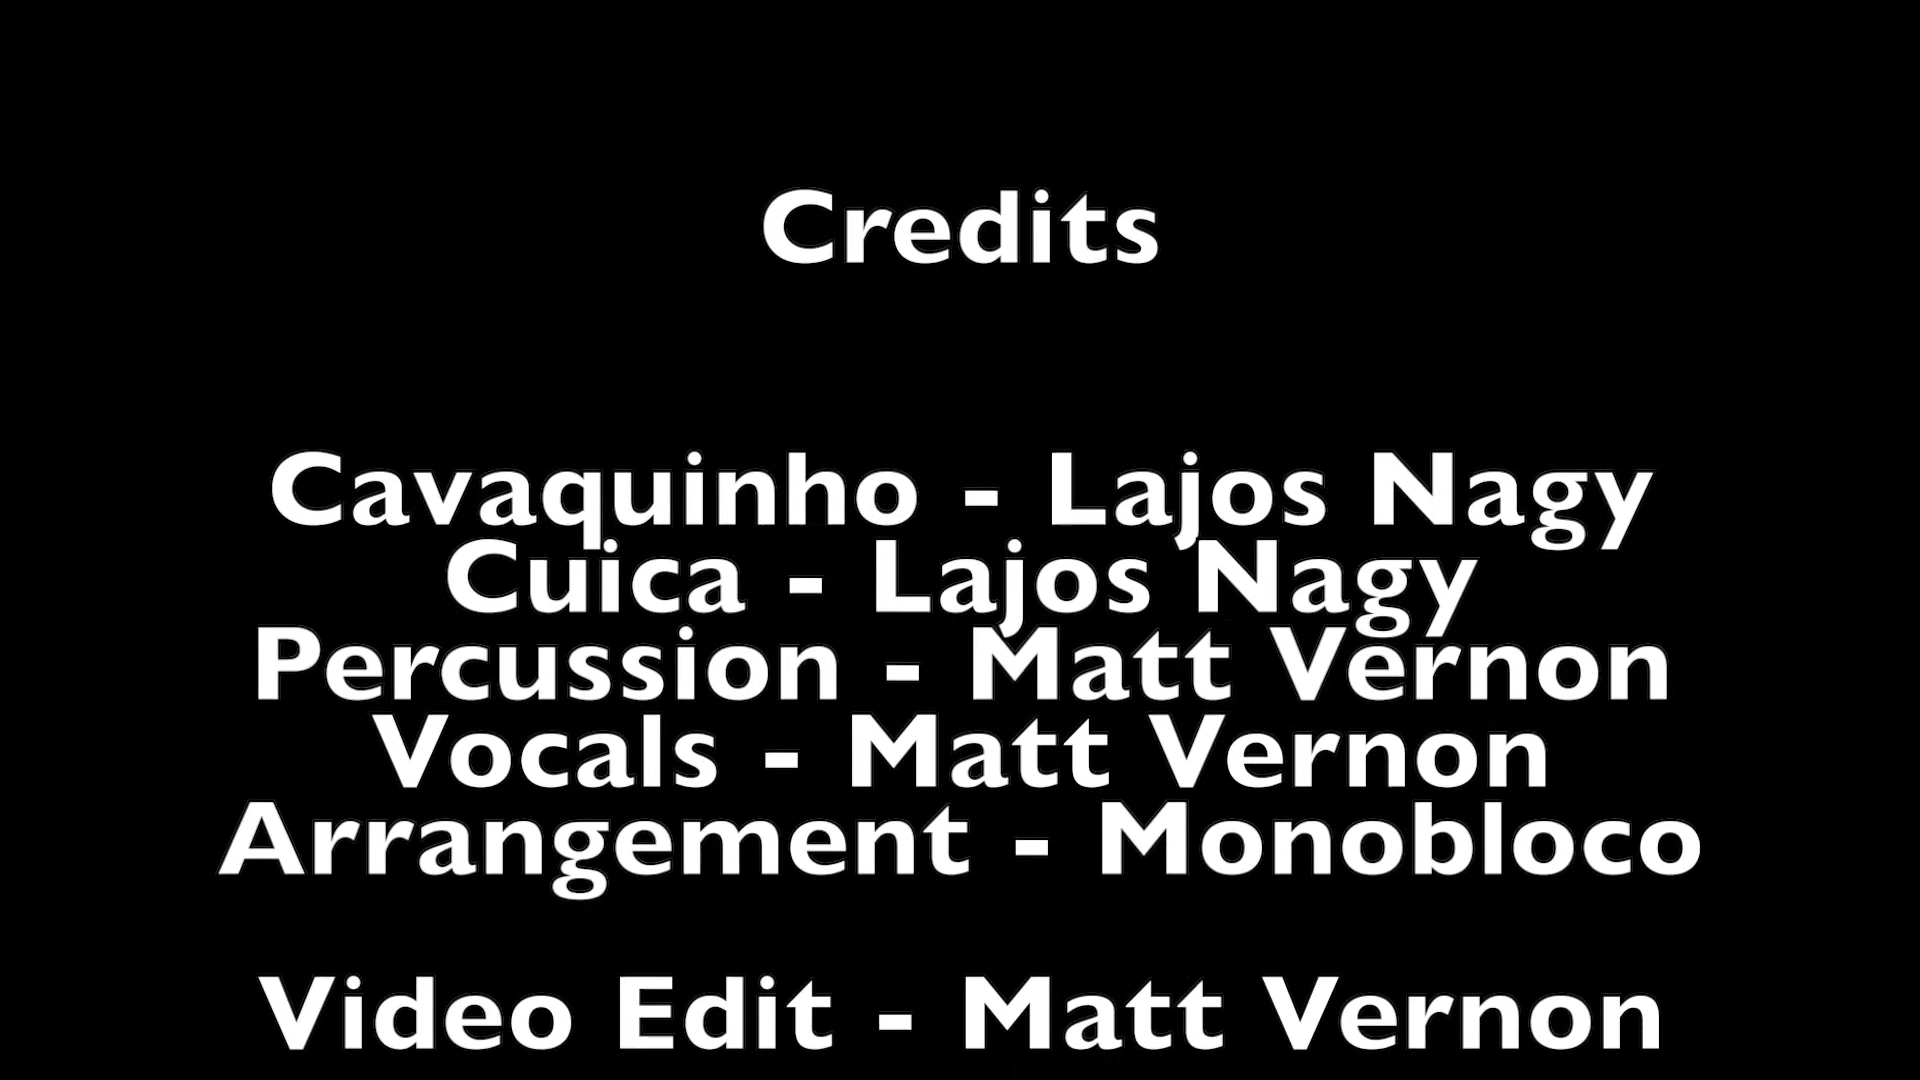 Credits
Cavaquinho - Lajos Nagy
Cuica - Lajos Nagy
Percussion - Matt Vernon
Vocals - Matt Vernon
Arrangement - Monobloco
Video Edit - Matt Vernon